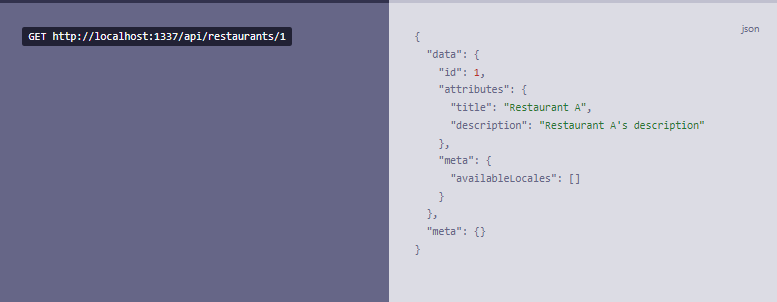 GET http://localhost:1337/api/restaurants/1
json
{
"data": {
"id": 1,
"attributes": {
"title": "Restaurant A",
"description": "Restaurant A's description"
},
"meta": {
"availableLocales": []
}
},
"meta": {}
}